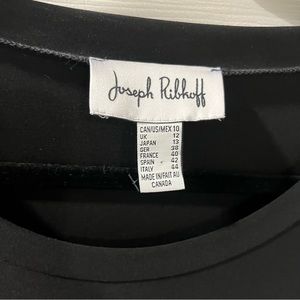 Joseph Ribkoff
CAN/US/MEX 10
UK 12
JAPAN 13
GER 38
FRANCE 40
SPAIN 42
ITALY 44
MADE IN/FAIT AU
CANADA